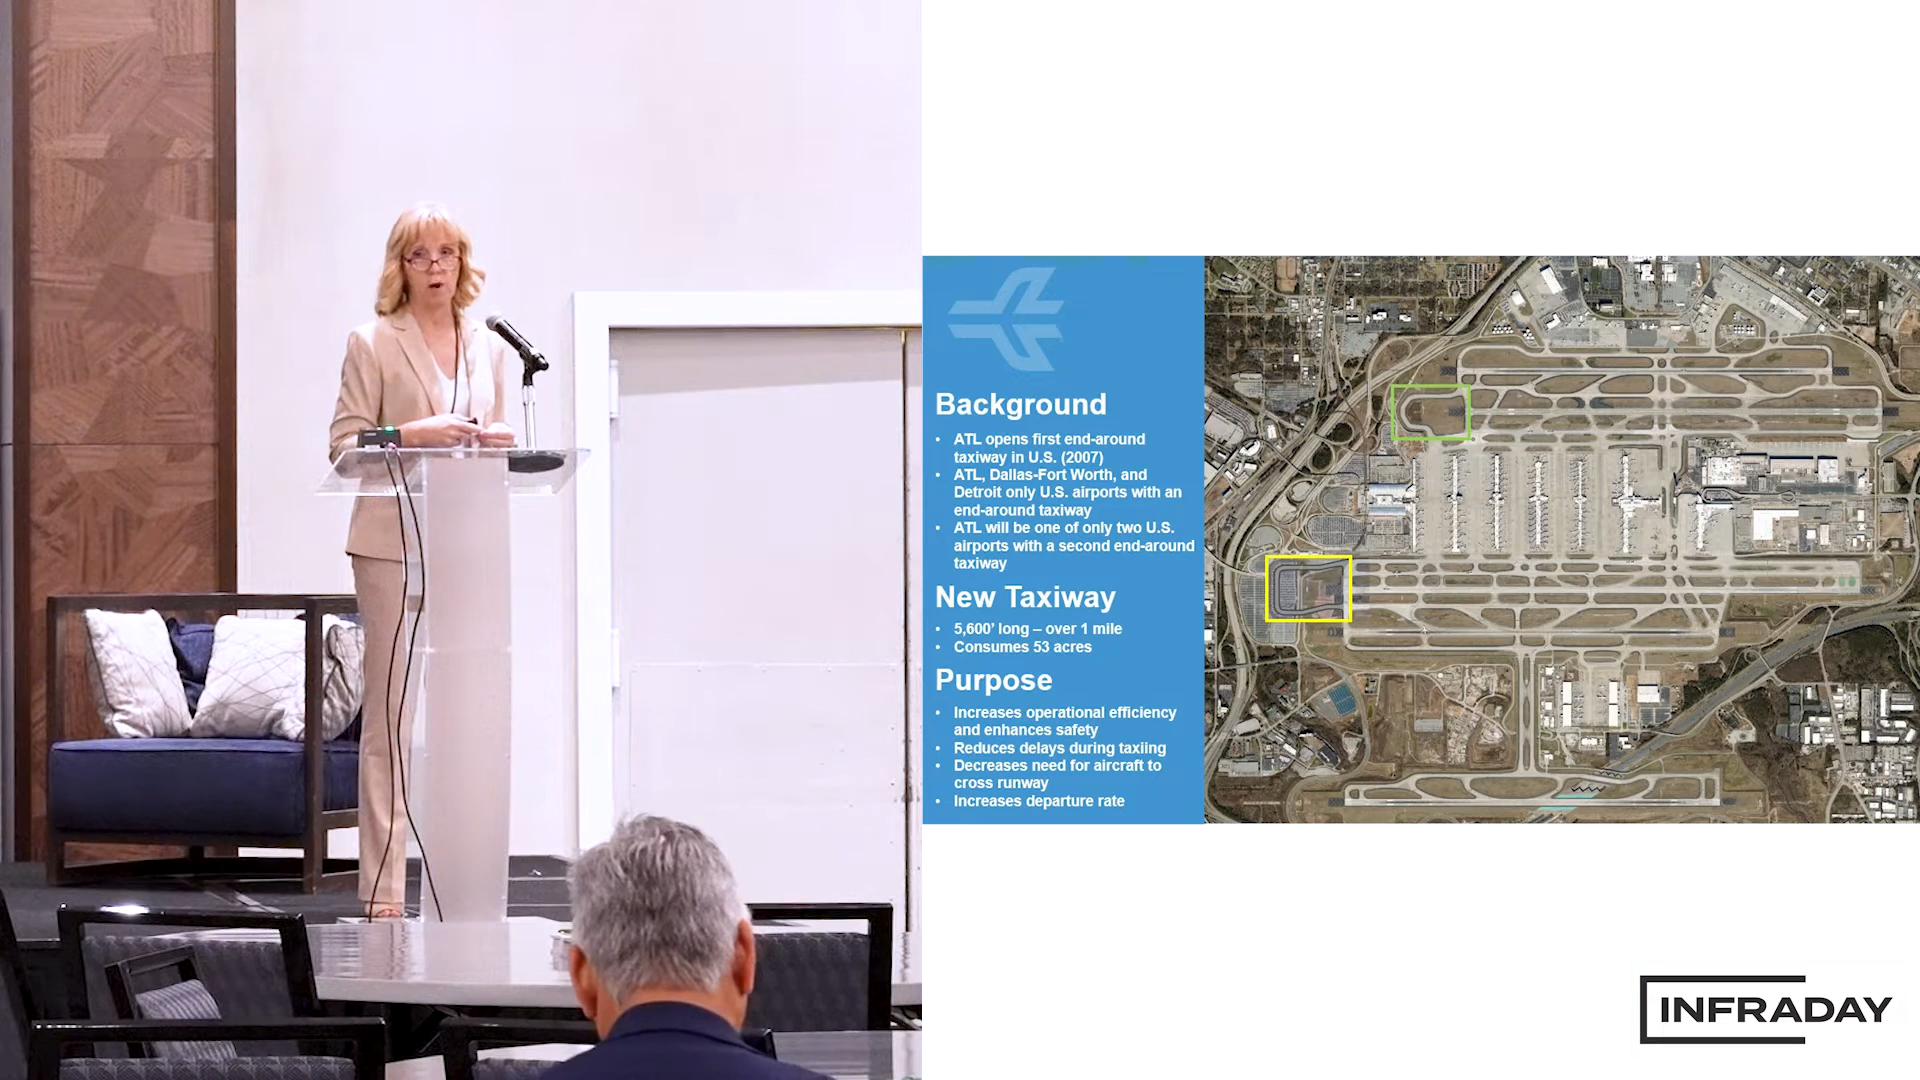 Background
• ATL opens first end-around
taxiway in U.S. (2007)
• ATL, Dallas-Fort Worth, and
Detroit only U.S. airports with an
end-around taxiway
• ATL will be one of only two U.S.
airports with a second end-around
taxiway
New Taxiway
• 5,600’ long – over 1 mile
• Consumes 53 acres
Purpose
• Increases operational efficiency
and enhances safety
• Reduces delays during taxiing
• Decreases need for aircraft to
cross runway
• Increases departure rate
INFRADAY